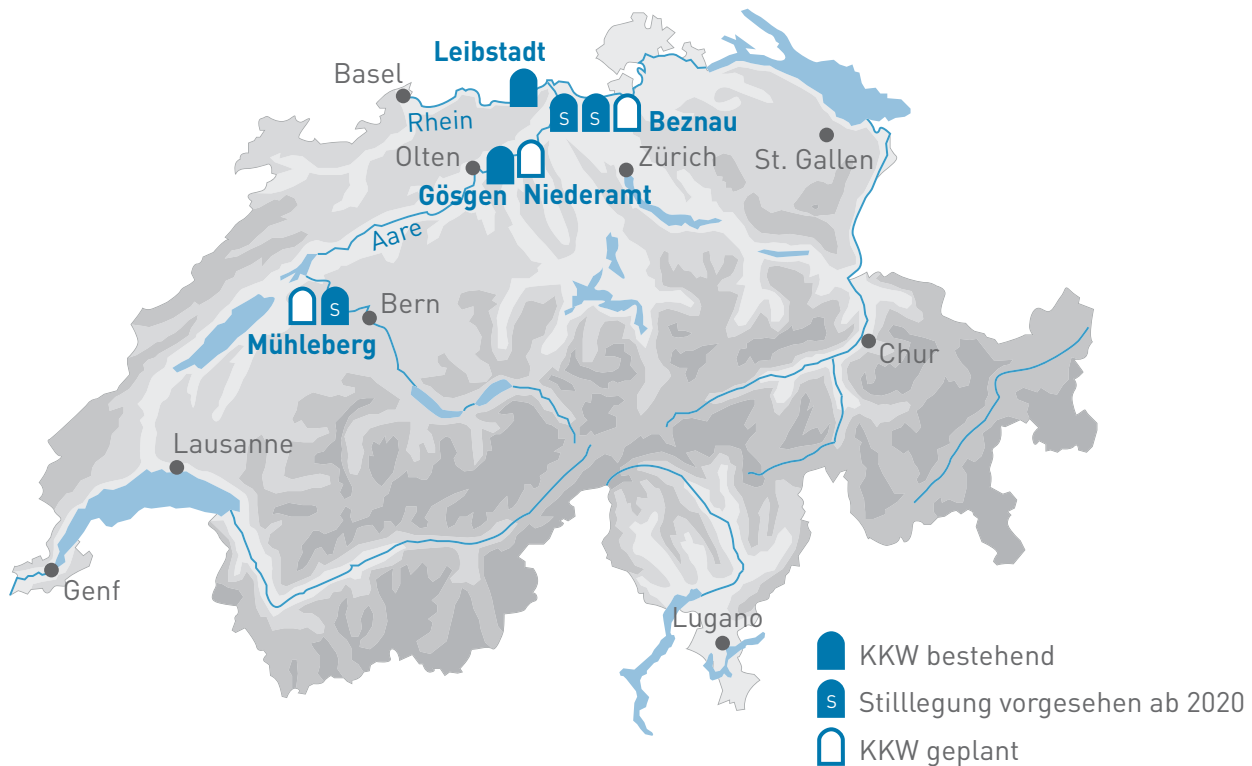 Leibstadt
Basel
Rhein
S
S
Beznau
Olten
Zürich
St. Gallen
Gösgen
Niederamt
Aare
S
Bern
Mühleberg
Chur
Lausanne
Genf
Lugano
KKW bestehend
S
Stilllegung vorgesehen ab 2020
KKW geplant